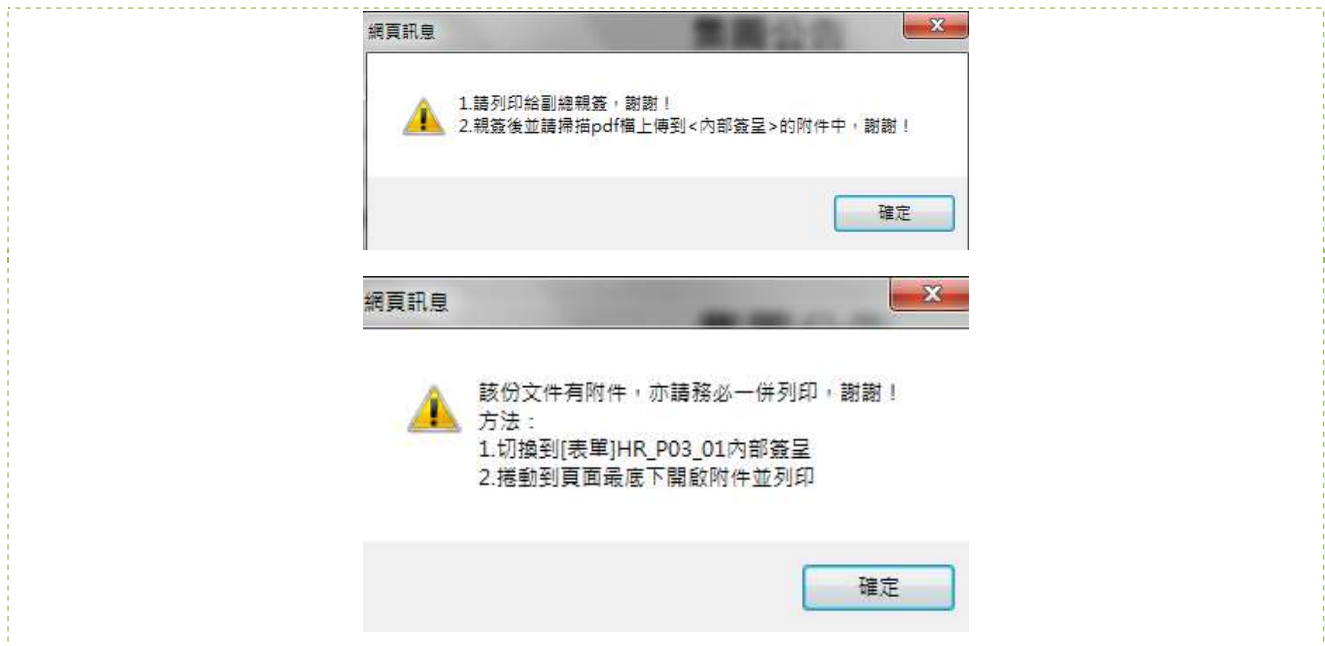 網頁訊息
1.請列印給副總親簽，謝謝！
2.親簽後並請掃描pdf檔上傳到<內部簽呈>的附件中，謝謝！
確定
網頁訊息
該份文件有附件，亦請務必一併列印，謝謝！
方法：
1.切換到[表單]HR_P03_01內部簽呈
2.捲動到頁面最底下開啟附件並列印
確定